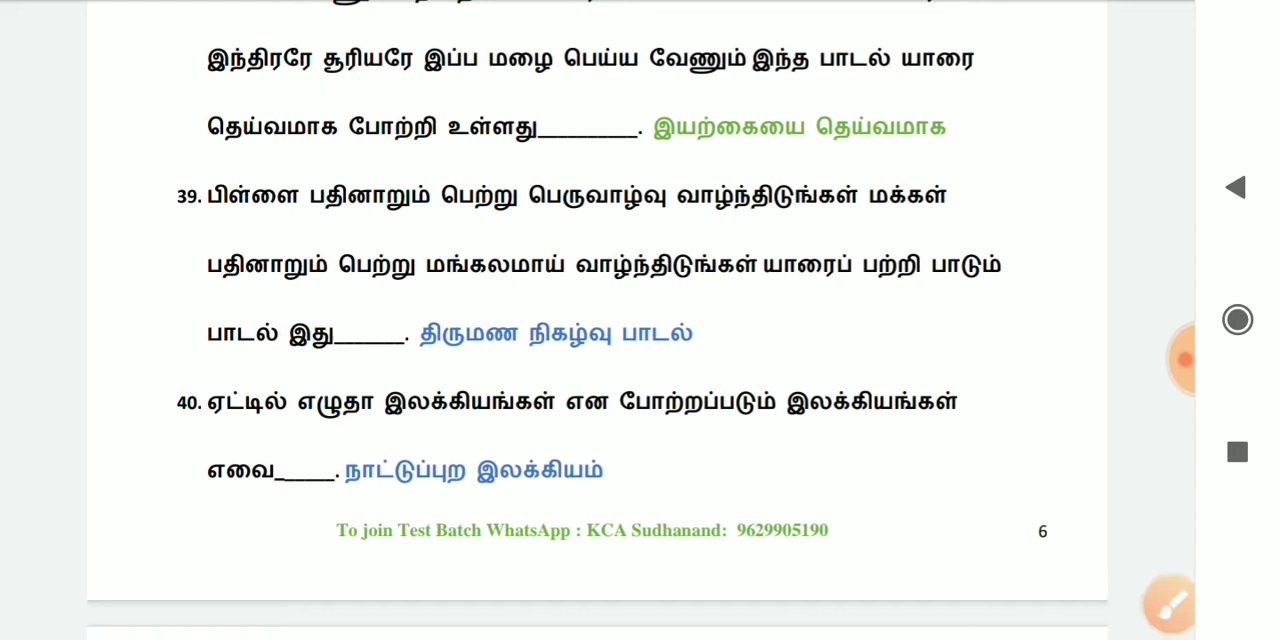 இந்திரரே சூரியரே இப்ப மழை பெய்ய வேணும் இந்த பாடல் யாரை
தெய்வமாக போற்றி உள்ளது__________. இயற்கையை தெய்வமாக
39. பிள்ளை பதினாறும் பெற்று பெருவாழ்வு வாழ்ந்திடுங்கள் மக்கள்
பதினாறும் பெற்று மங்கலமாய் வாழ்ந்திடுங்கள் யாரைப் பற்றி பாடும்
பாடல் இது_______. திருமண நிகழ்வு பாடல்
40. ஏட்டில் எழுதா இலக்கியங்கள் என போற்றப்படும் இலக்கியங்கள்
எவை______. நாட்டுப்புற இலக்கியம்
To join Test Batch WhatsApp : KCA Sudhanand: 9629905190
6